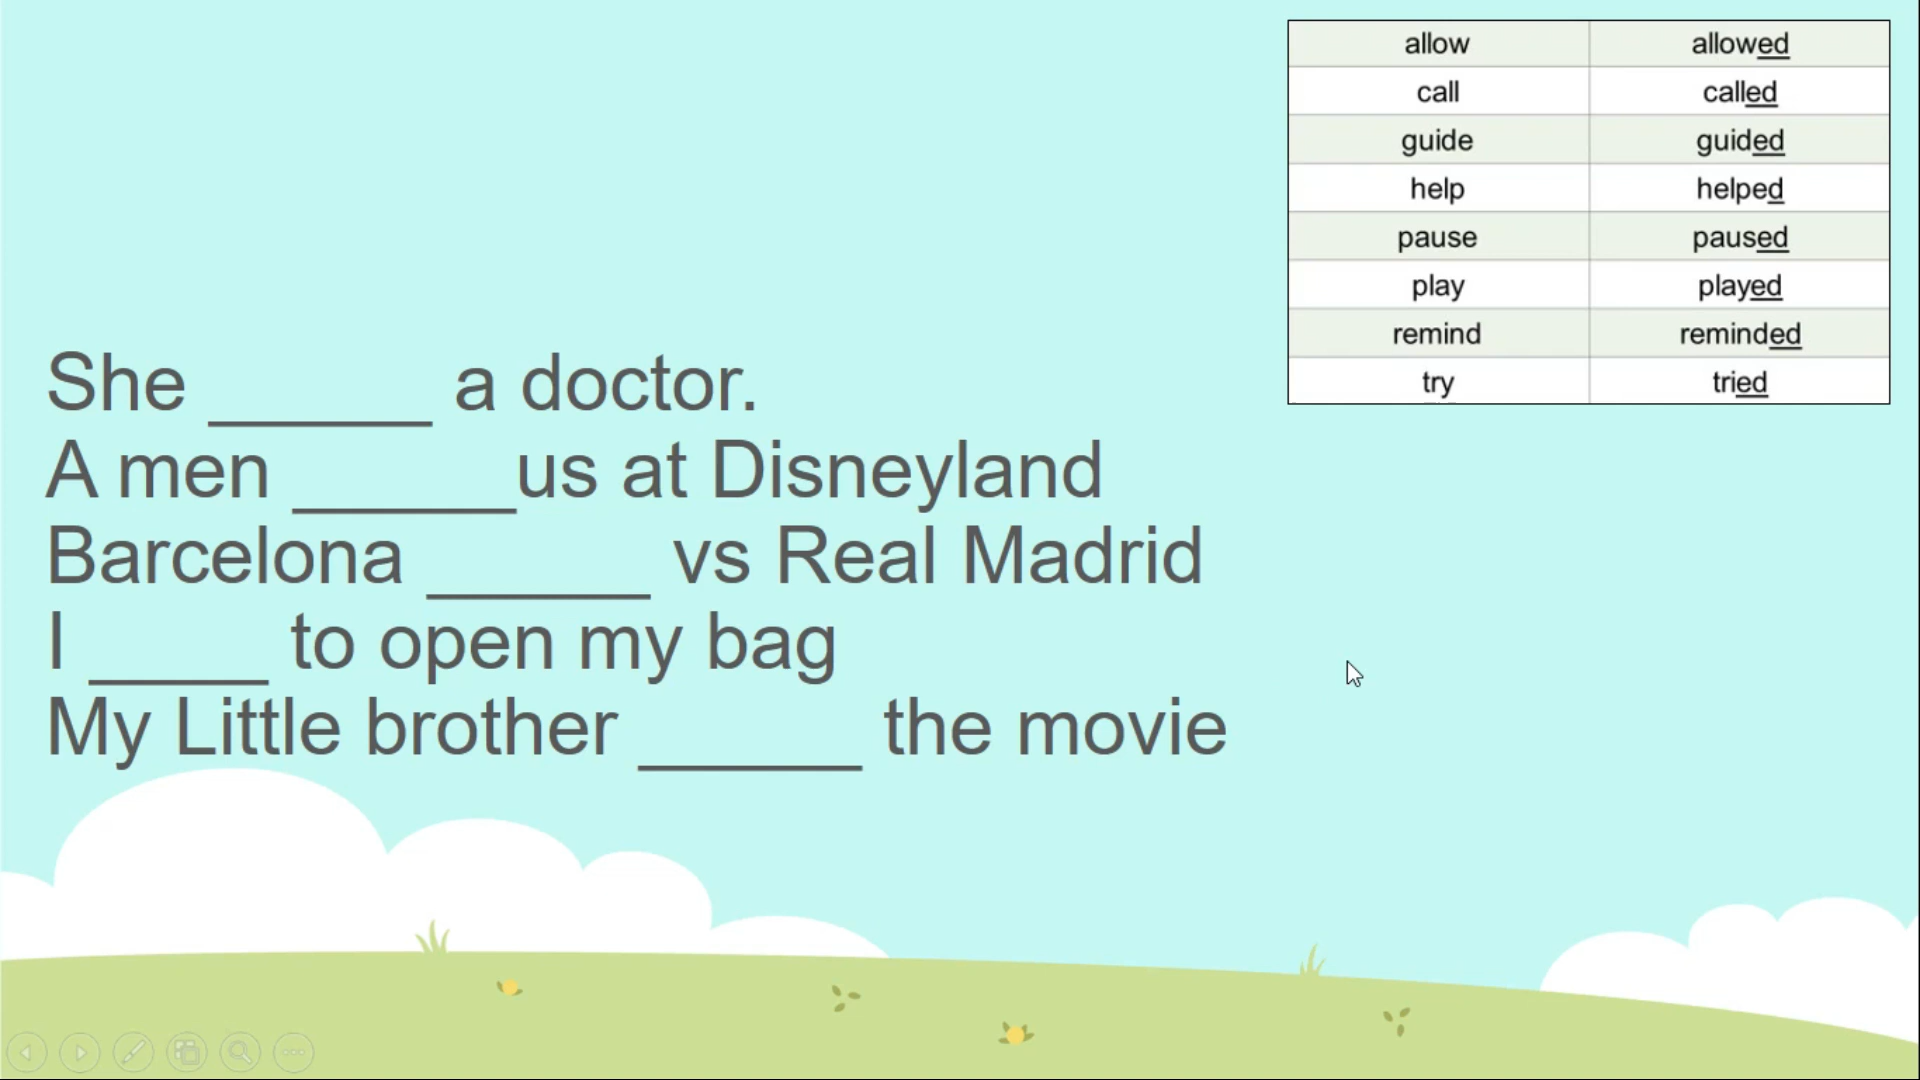 allow allowed
call called
guide guided
help helped
pause paused
play played
remind reminded
try tried
She ______ a doctor.
A men ______us at Disneyland
Barcelona ______ vs Real Madrid
I _____ to open my bag
My Little brother ______ the movie